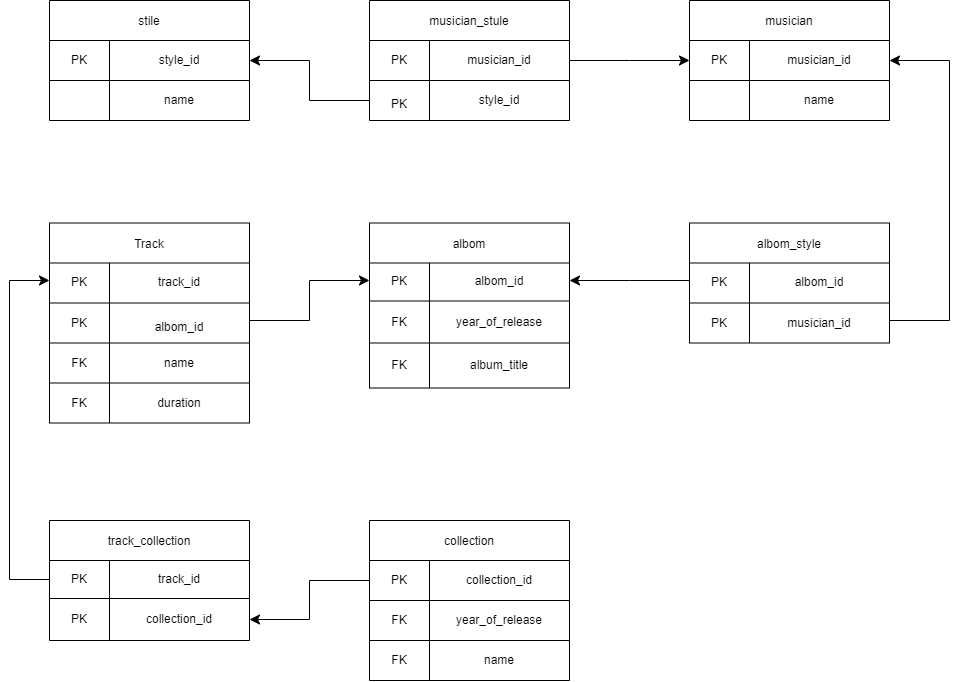 stile
PK style_id
name
musician_stule
PK musician_id
PK style_id
musician
PK musician_id
name
Track
PK track_id
PK albom_id
FK name
FK duration
albom
PK albom_id
FK year_of_release
FK album_title
albom_style
PK albom_id
PK musician_id
track_collection
PK track_id
PK collection_id
collection
PK collection_id
FK year_of_release
FK name